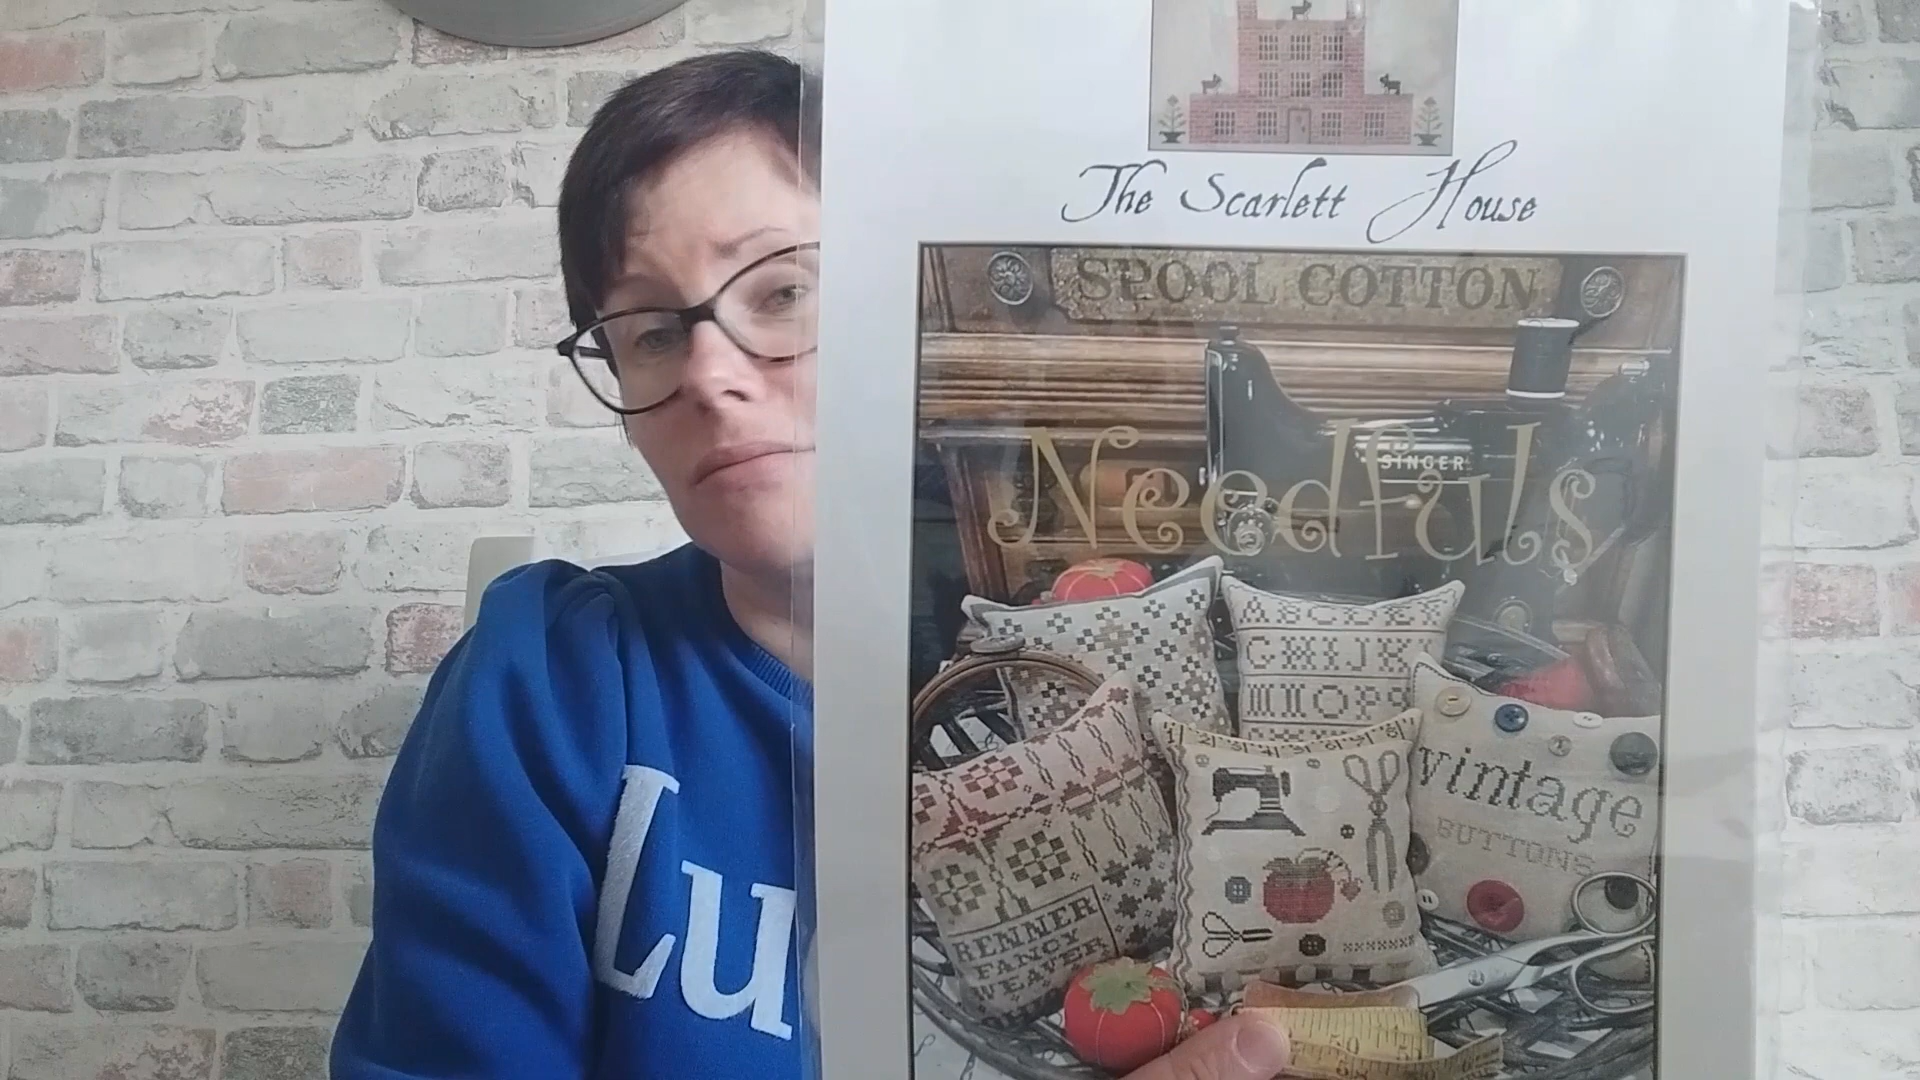 The Scarlett House
SPOOL COTTON
Needfuls
SINGER
vintage
BUTTONS
RENNER
FANCY
WEAVER
Lu